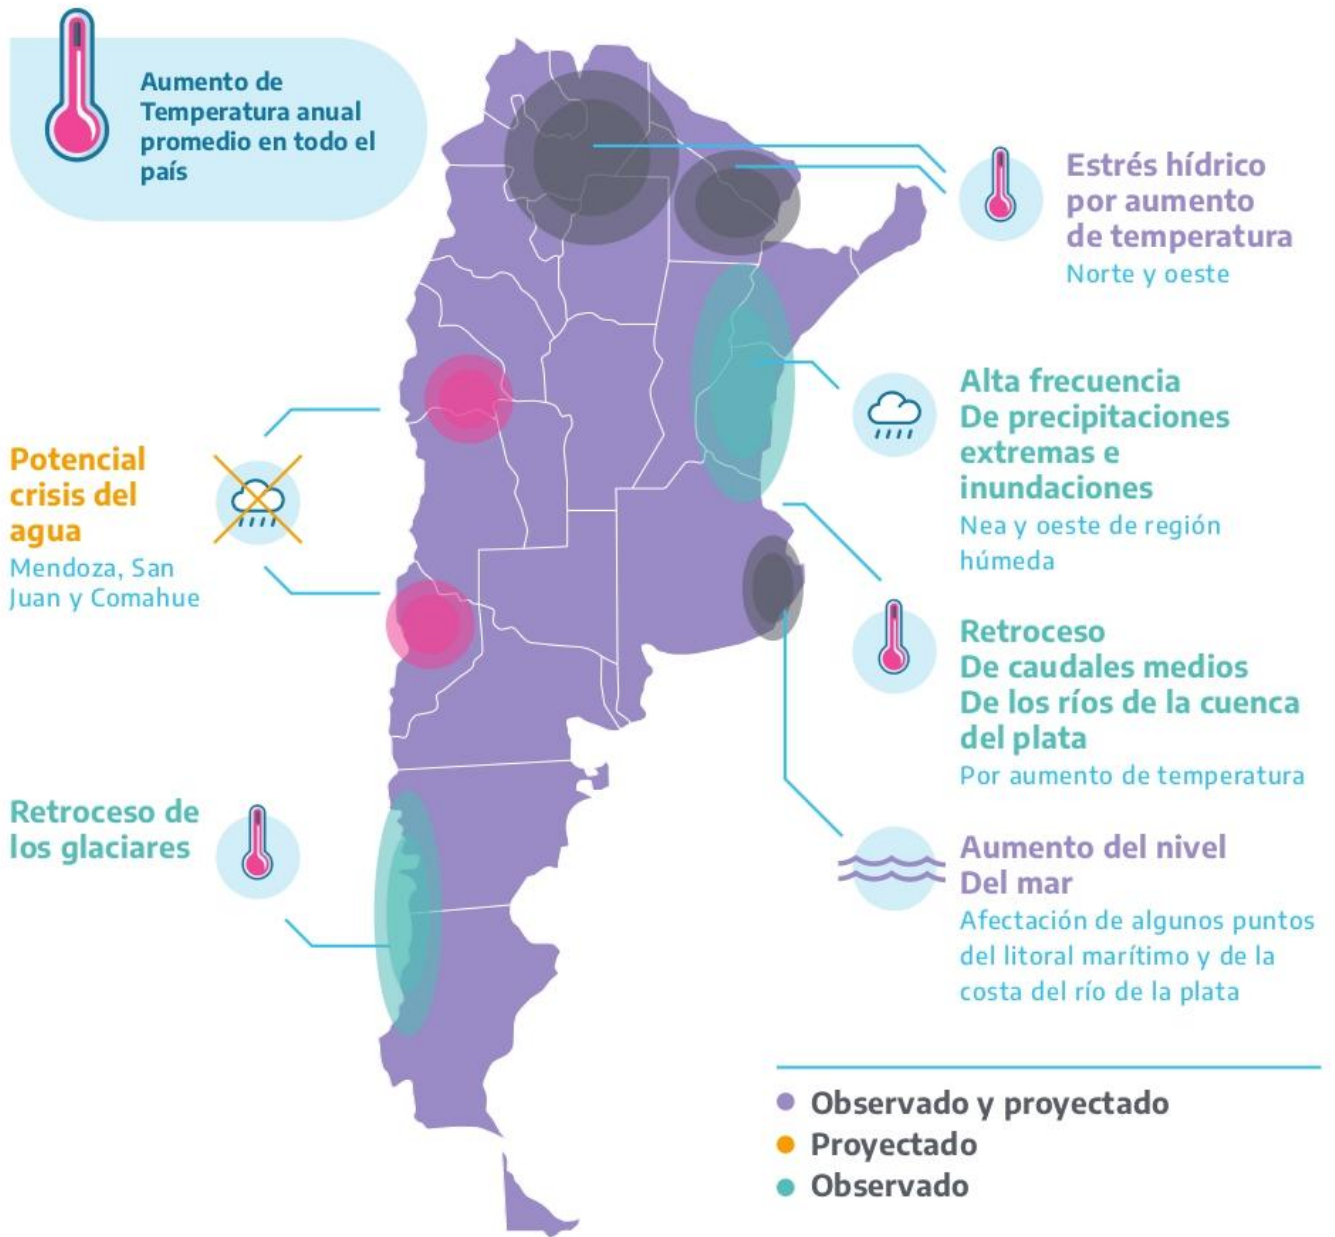 Aumento de
Temperatura anual
promedio en todo el
país
Estrés hídrico
por aumento
de temperatura
Norte y oeste
Alta frecuencia
De precipitaciones
extremas e
inundaciones
Nea y oeste de región
húmeda
Potencial
crisis del
agua
Mendoza, San
Juan y Comahue
Retroceso
De caudales medios
De los ríos de la cuenca
del plata
Por aumento de temperatura
Retroceso de
los glaciares
Aumento del nivel
Del mar
Afectación de algunos puntos
del litoral marítimo y de la
costa del río de la plata
Observado y proyectado
Proyectado
Observado